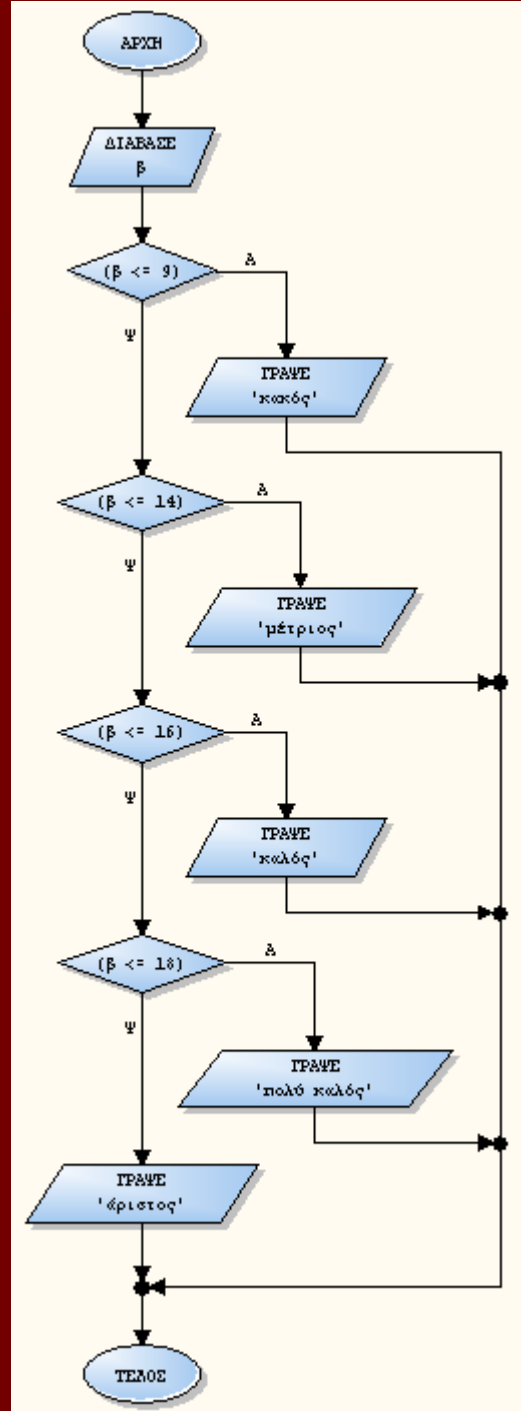 ΑΡΧΗ
ΔΙΑΒΑΣΕ
β
(β <= 9)
Α
Ψ
ΓΡΑΨΕ
'κακός'
(β <= 14)
Α
Ψ
ΓΡΑΨΕ
'μέτριος'
(β <= 16)
Α
Ψ
ΓΡΑΨΕ
'καλός'
(β <= 18)
Α
Ψ
ΓΡΑΨΕ
'πολύ καλός'
ΓΡΑΨΕ
'άριστος'
ΤΕΛΟΣ